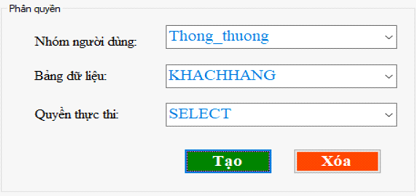 Phân quyền
Nhóm người dùng: Thong_thuong
Bảng dữ liệu: KHACHHANG
Quyền thực thi: SELECT
Tạo Xóa